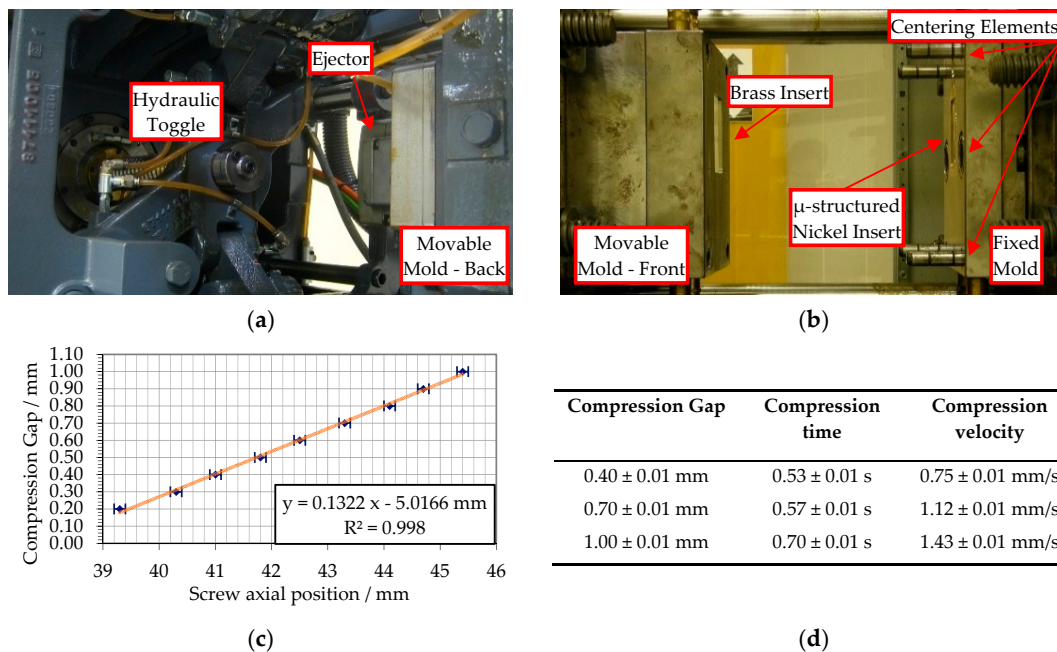 87411006
Hydraulic
Toggle
Ejector
Movable
Mold - Back
(a)
Centering Elements
Brass Insert
μ-structured
Nickel Insert
Movable
Mold - Front
Fixed
Mold
(b)
Compression Gap / mm
1.10
1.00
0.90
0.80
0.70
0.60
0.50
0.40
0.30
0.20
0.10
0.00
y = 0.1322 x - 5.0166 mm
R² = 0.998
39 40 41 42 43 44 45 46
Screw axial position / mm
(c)
Compression Gap Compression time Compression velocity
0.40 ± 0.01 mm 0.53 ± 0.01 s 0.75 ± 0.01 mm/s
0.70 ± 0.01 mm 0.57 ± 0.01 s 1.12 ± 0.01 mm/s
1.00 ± 0.01 mm 0.70 ± 0.01 s 1.43 ± 0.01 mm/s
(d)